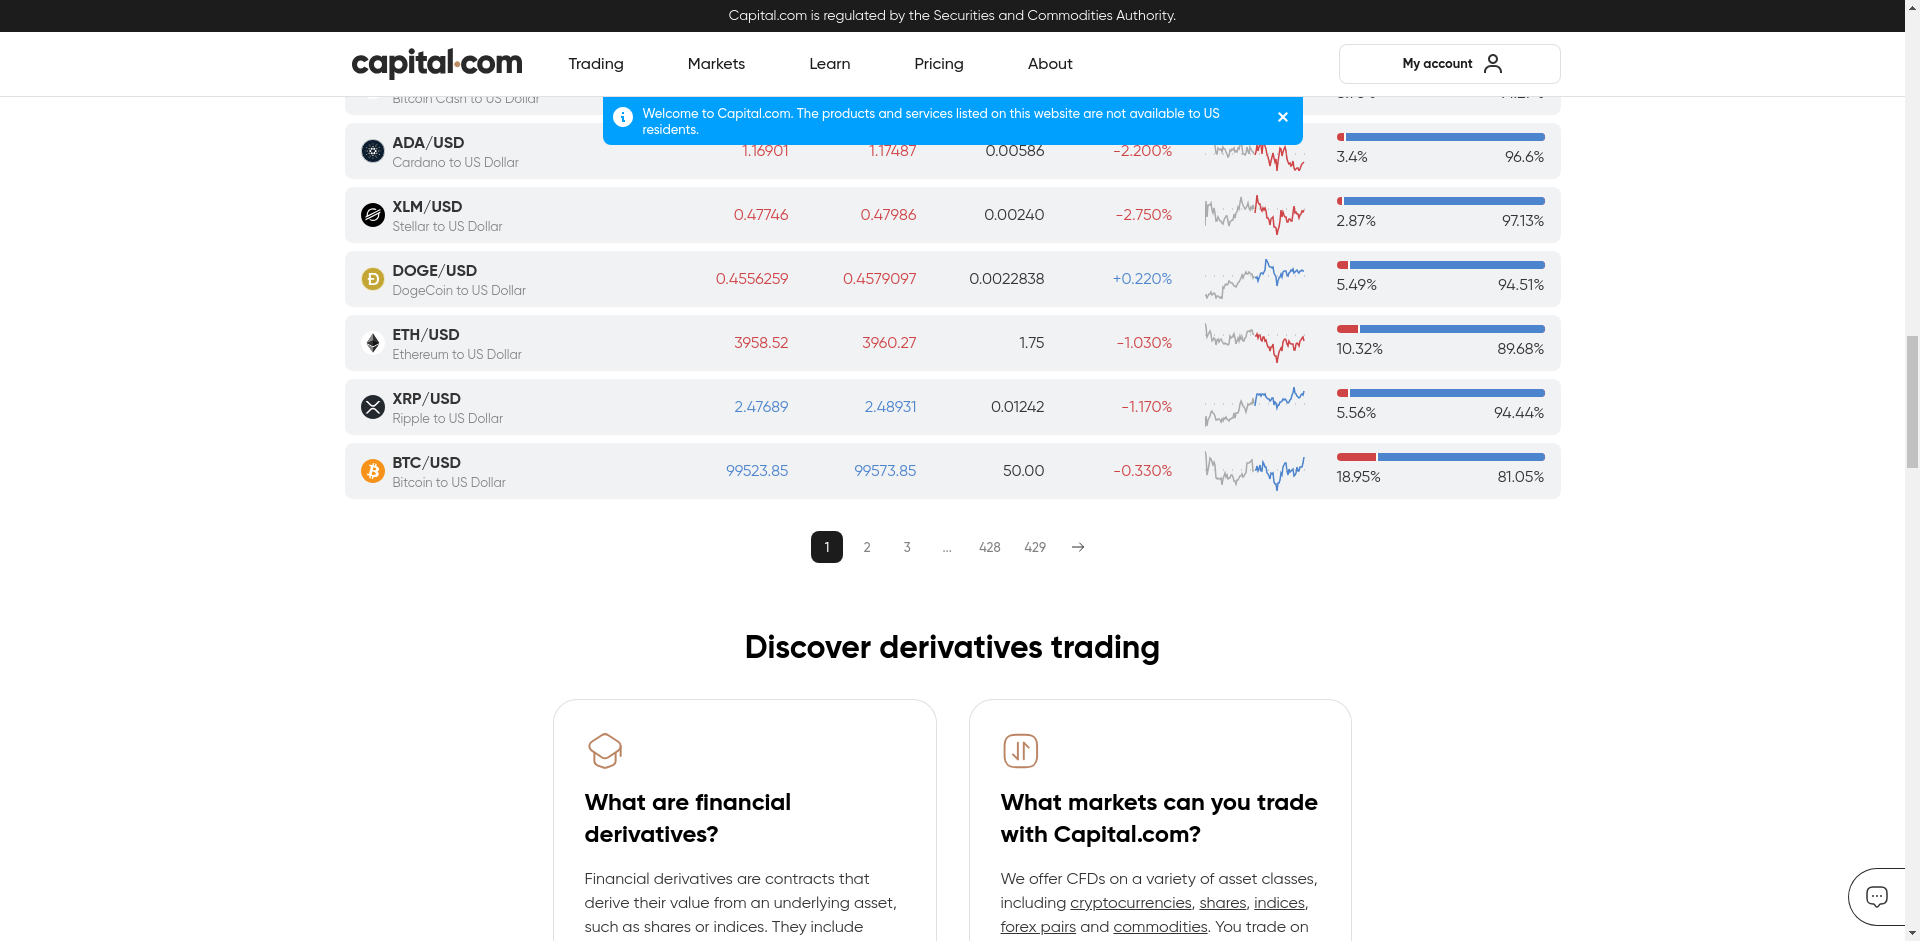 Capital.com is regulated by the Securities and Commodities Authority.
capital.com
Trading
Markets
Learn
Pricing
About
My account
Welcome to Capital.com. The products and services listed on this website are not available to US
residents.
Bitcoin Cash to US Dollar
ADA/USD
Cardano to US Dollar
1.16901
1.17487
0.00586
-2.200%
3.4%
96.6%
XLM/USD
Stellar to US Dollar
0.47746
0.47986
0.00240
-2.750%
2.87%
97.13%
DOGE/USD
DogeCoin to US Dollar
0.4556259
0.4579097
0.0022838
+0.220%
5.49%
94.51%
ETH/USD
Ethereum to US Dollar
3958.52
3960.27
1.75
-1.030%
10.32%
89.68%
XRP/USD
Ripple to US Dollar
2.47689
2.48931
0.01242
-1.170%
5.56%
94.44%
BTC/USD
Bitcoin to US Dollar
99523.85
99573.85
50.00
-0.330%
18.95%
81.05%
1
2
3
...
428
429
Discover derivatives trading
What are financial
derivatives?
Financial derivatives are contracts that
derive their value from an underlying asset,
such as shares or indices. They include
What markets can you trade
with Capital.com?
We offer CFDs on a variety of asset classes,
including cryptocurrencies, shares, indices,
forex pairs and commodities. You trade on